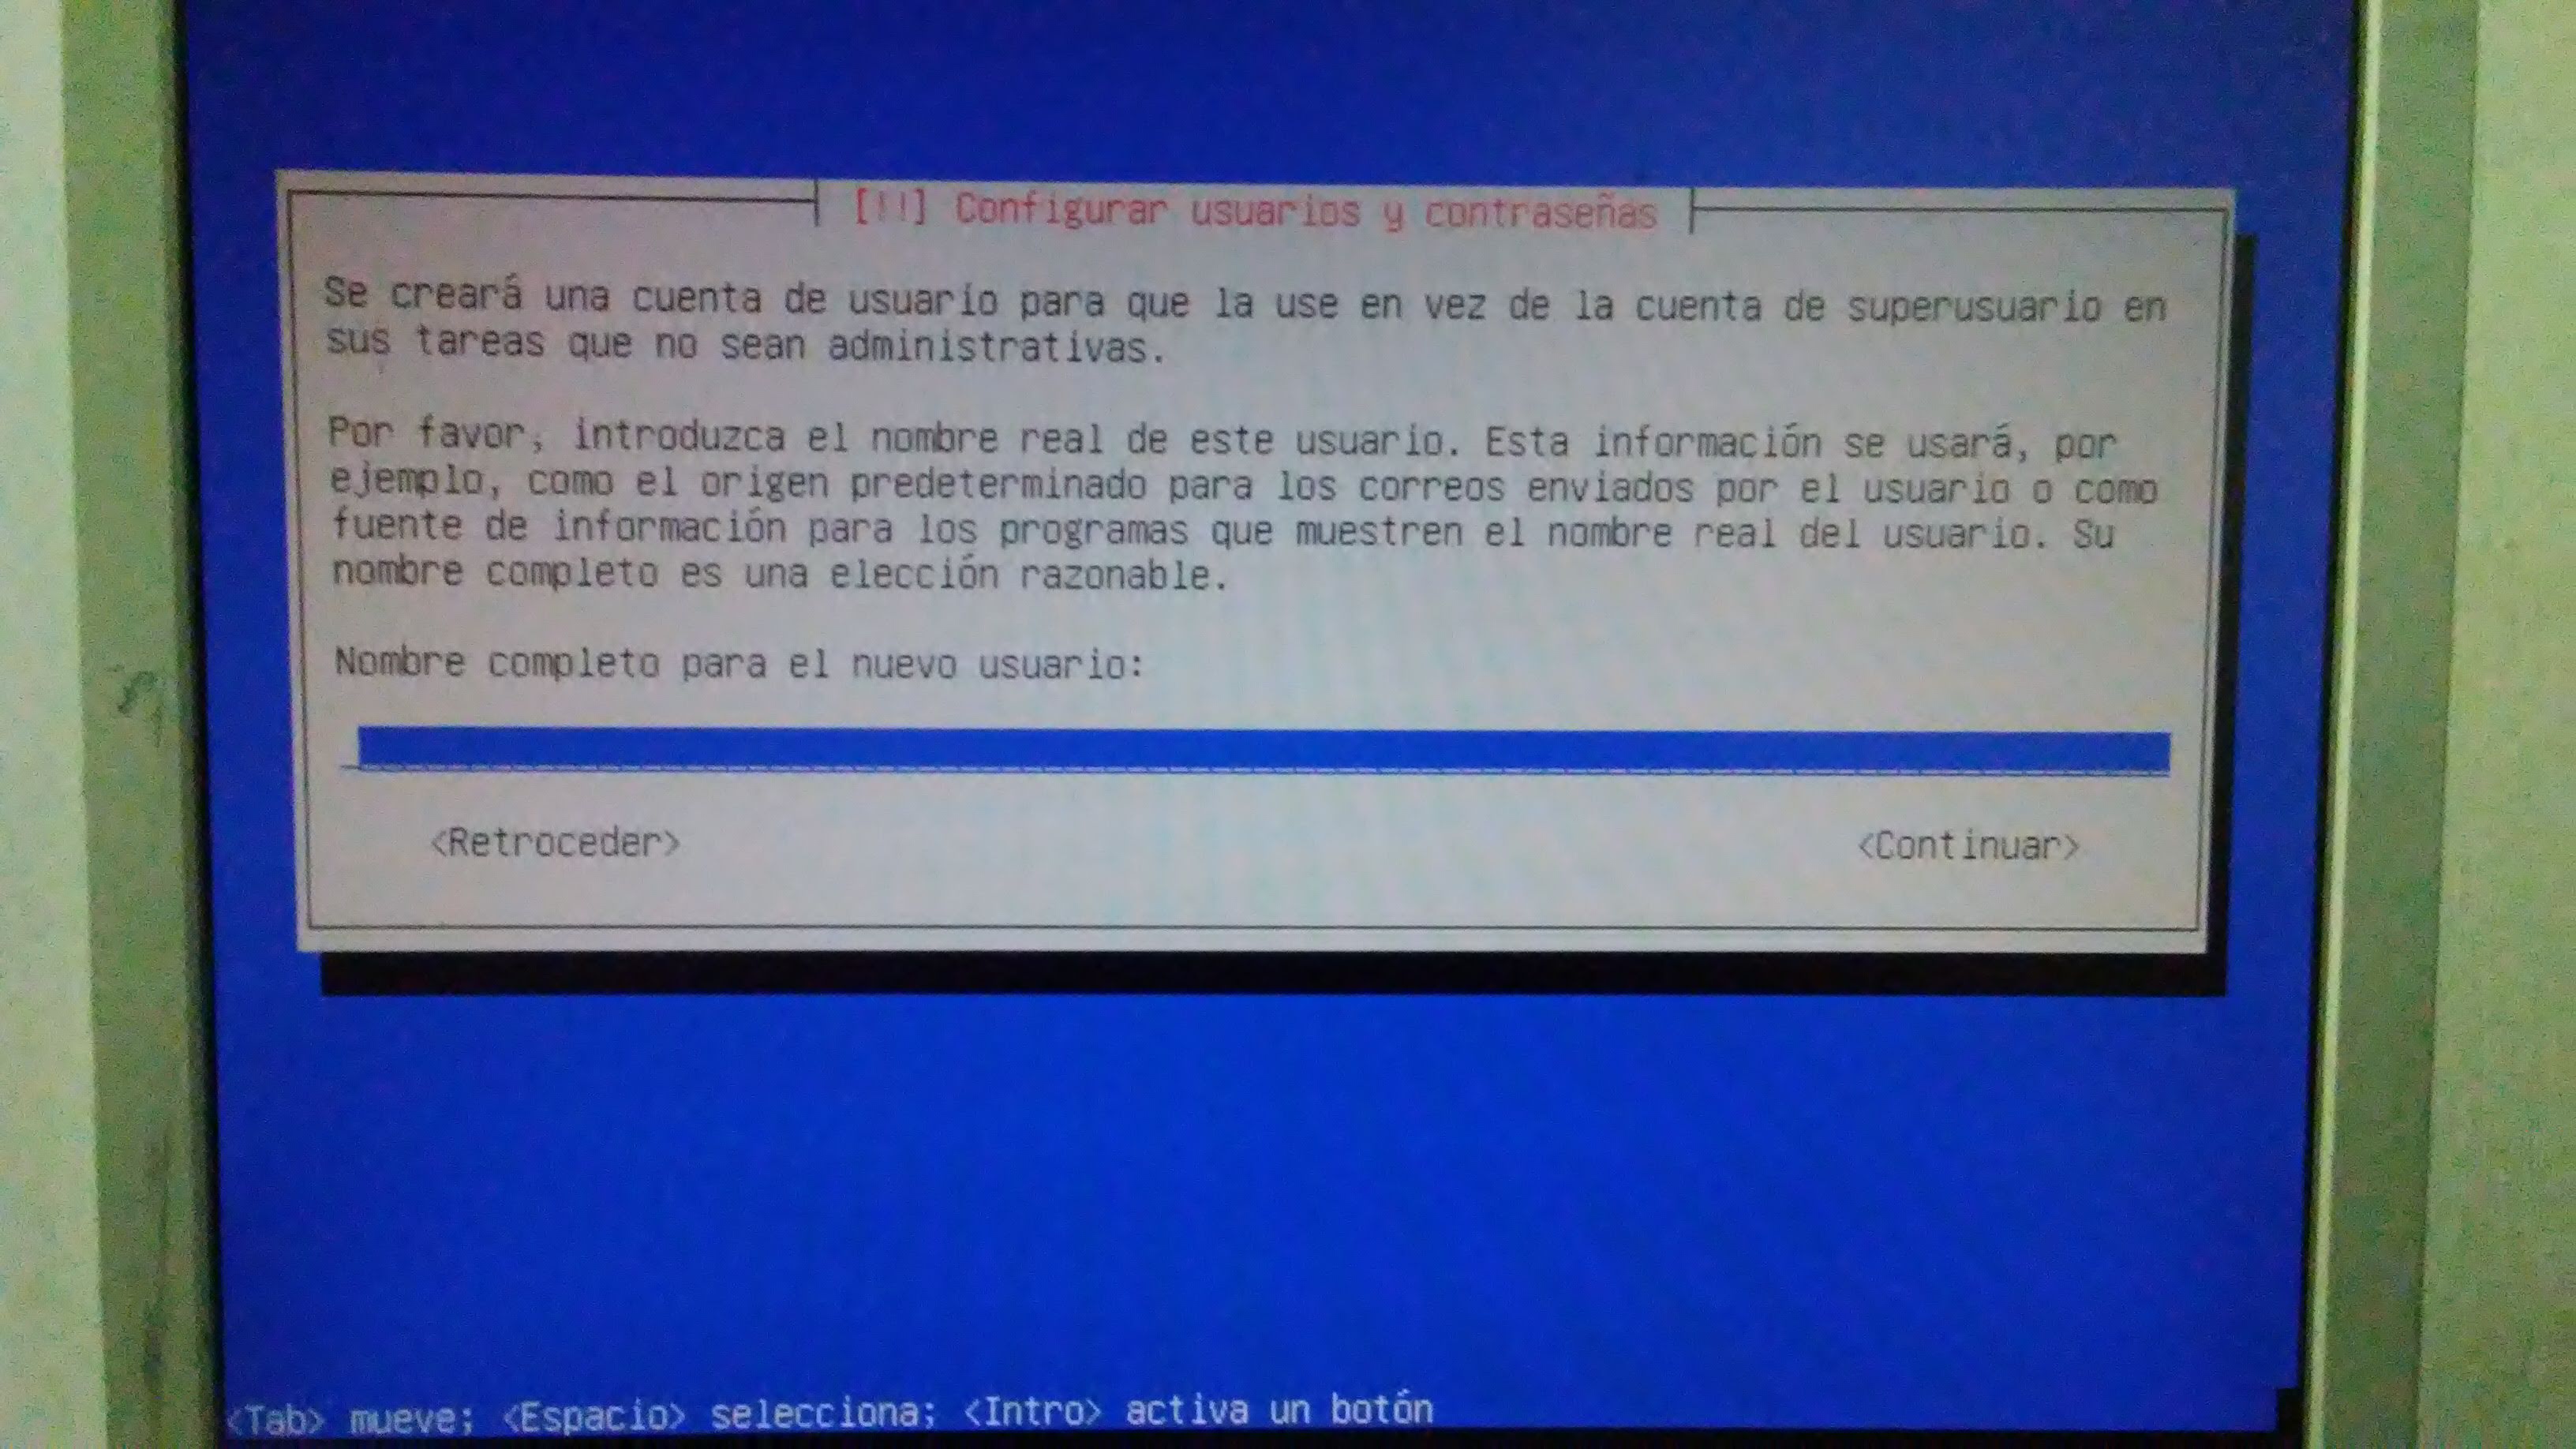 [!!] Configurar usuarios y contraseñas
Se creará una cuenta de usuario para que la use en vez de la cuenta de superusuario en
sus tareas que no sean administrativas.
Por favor, introduzca el nombre real de este usuario. Esta información se usará, por
ejemplo, como el origen predeterminado para los correos enviados por el usuario o como
fuente de información para los programas que muestren el nombre real del usuario. Su
nombre completo es una elección razonable.
Nombre completo para el nuevo usuario:
<Retroceder> <Continuar>
<Tab> mueve; <Espacio> selecciona; <Intro> activa un botón